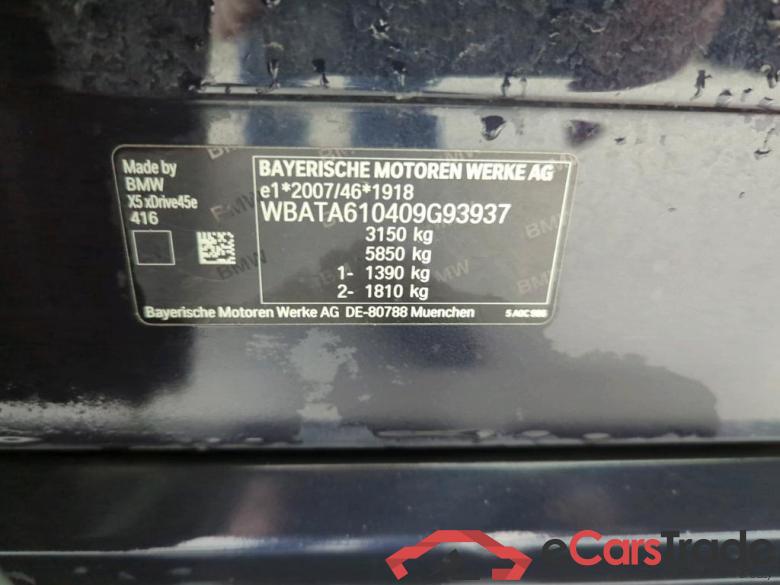 Made by
BMW
X5 xDrive45e
416
BAYERISCHE MOTOREN WERKE AG
e1*2007/46*1918
WBATA610409G93937
3150 kg
5850 kg
1- 1390 kg
2- 1810 kg
Bayerische Motoren Werke AG DE-80788 Muenchen
eCarsTrade